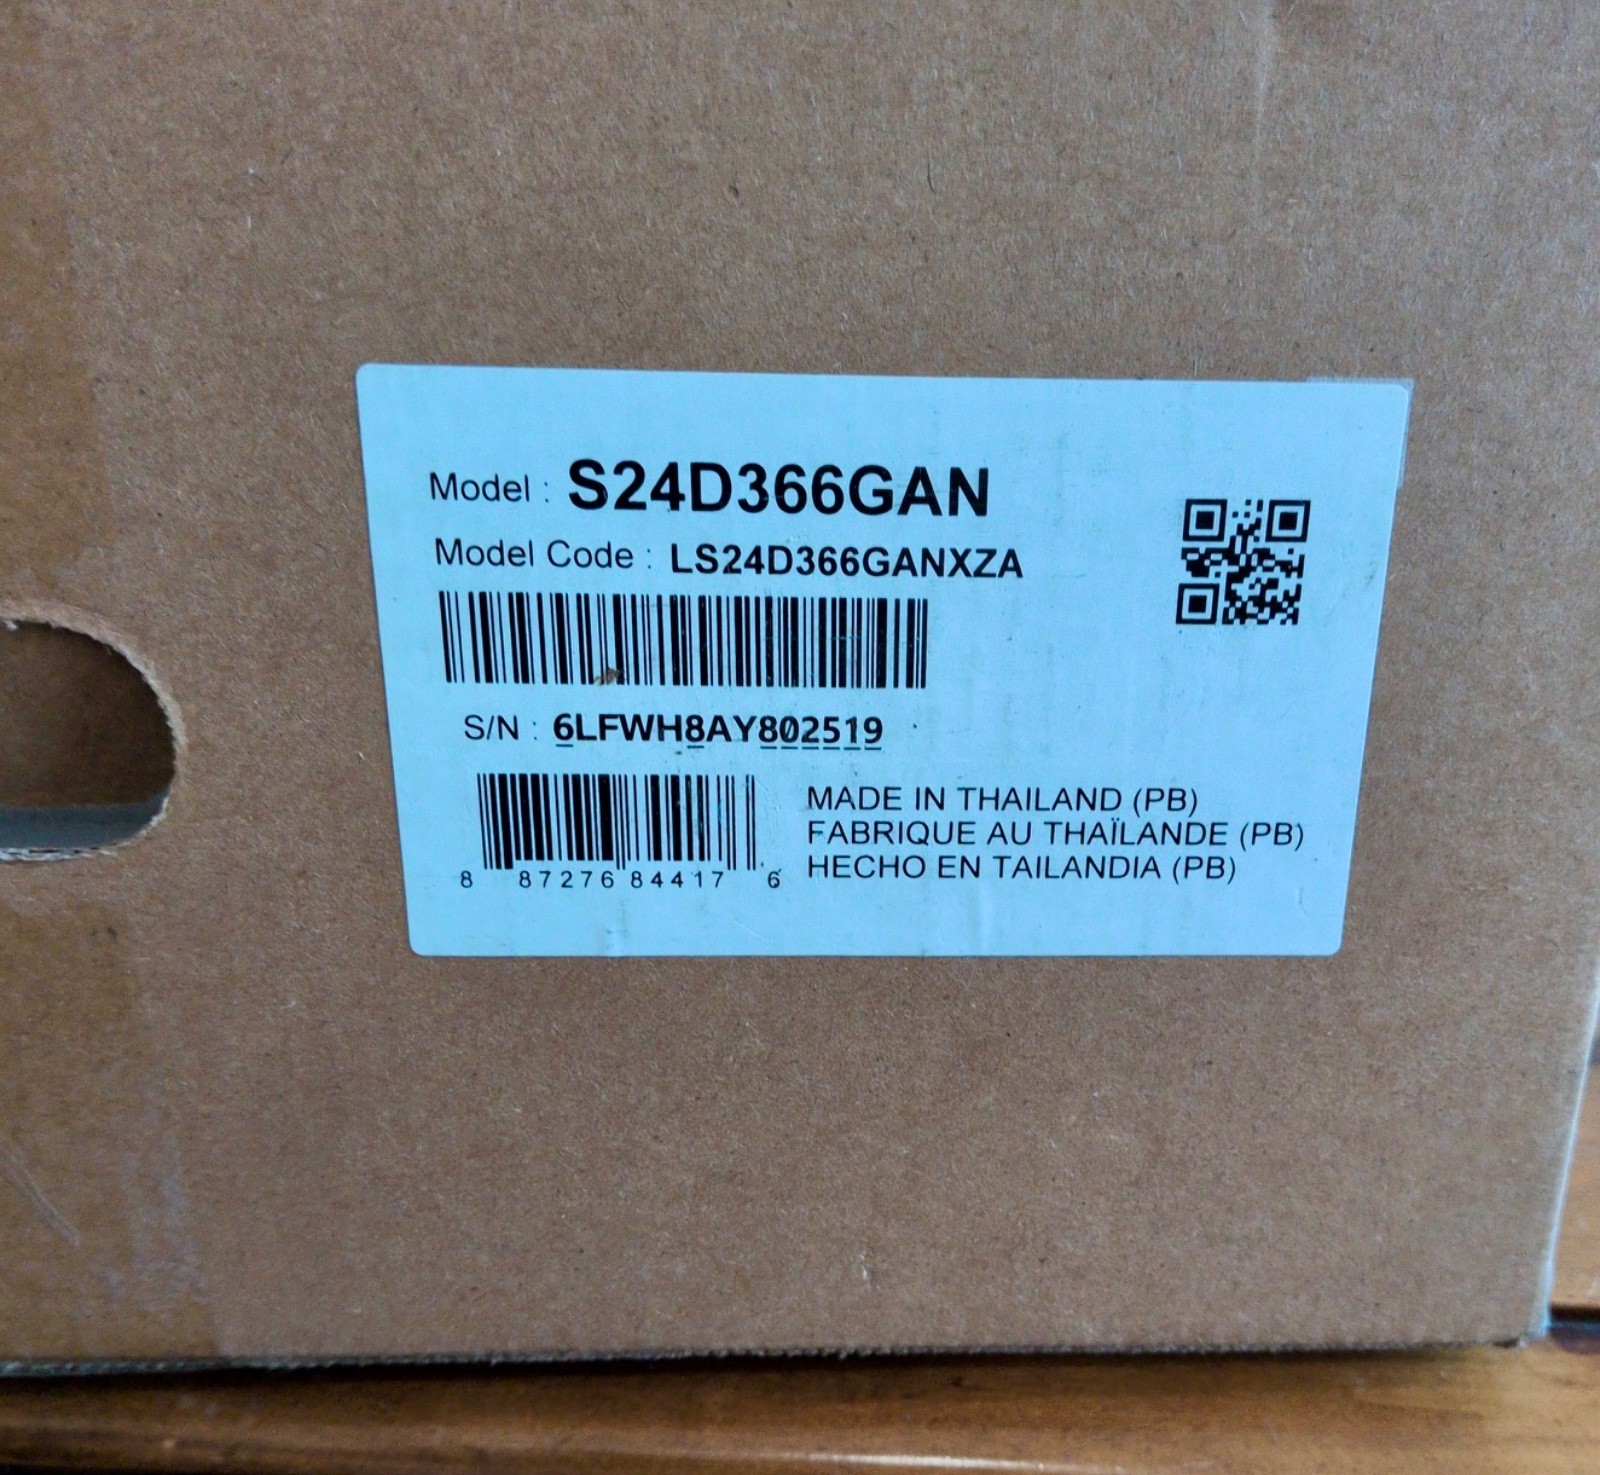 Model : S24D366GAN
Model Code : LS24D366GANXZA
S/N : 6LFWH8AY802519
8 87276 84417 6
MADE IN THAILAND (PB)
FABRIQUE AU THAÏLANDE (PB)
HECHO EN TAILANDIA (PB)